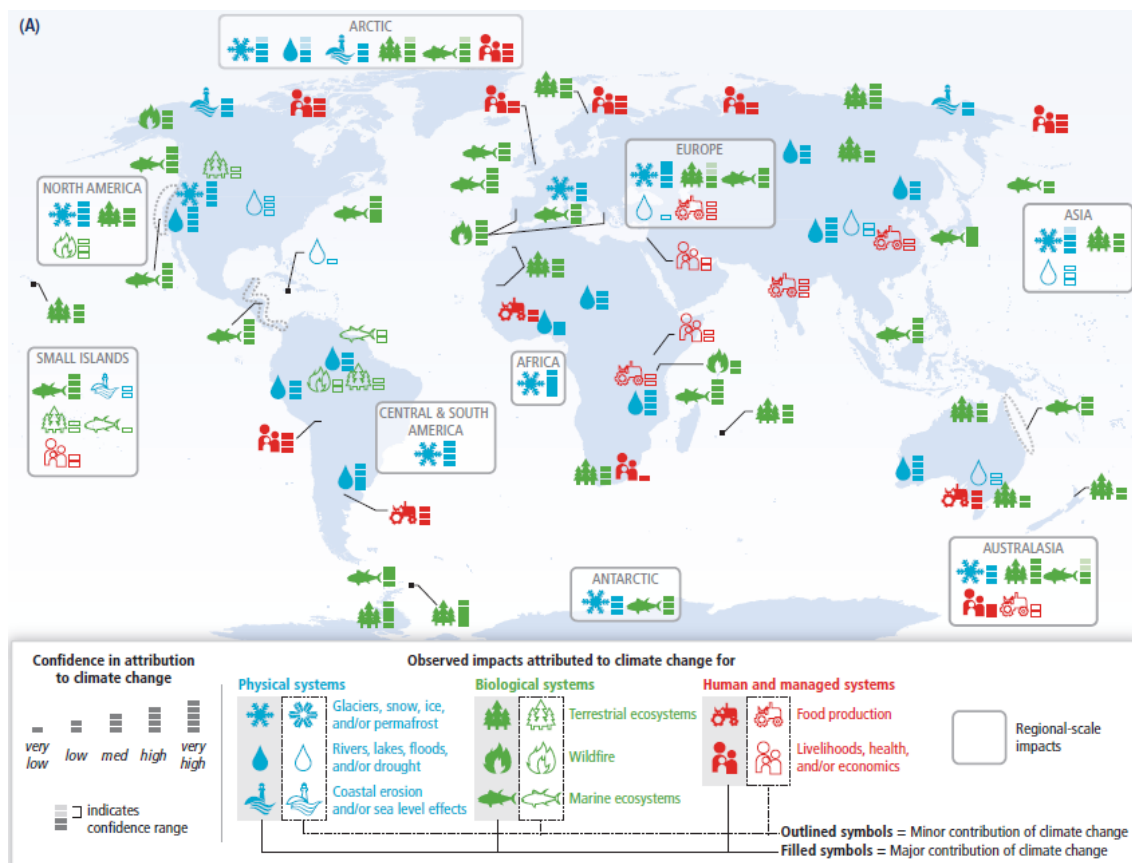 (A)
ARCTIC
EUROPE
NORTH AMERICA
ASIA
SMALL ISLANDS
AFRICA
CENTRAL & SOUTH
AMERICA
AUSTRALASIA
ANTARCTIC
Confidence in attribution
to climate change
very
low
low
med
high
very
high
indicates
confidence range
Observed impacts attributed to climate change for
Physical systems
Glaciers, snow, ice,
and/or permafrost
Rivers, lakes, floods,
and/or drought
Coastal erosion
and/or sea level effects
Biological systems
Terrestrial ecosystems
Wildfire
Marine ecosystems
Human and managed systems
Food production
Livelihoods, health,
and/or economics
Regional-scale
impacts
Outlined symbols = Minor contribution of climate change
Filled symbols = Major contribution of climate change